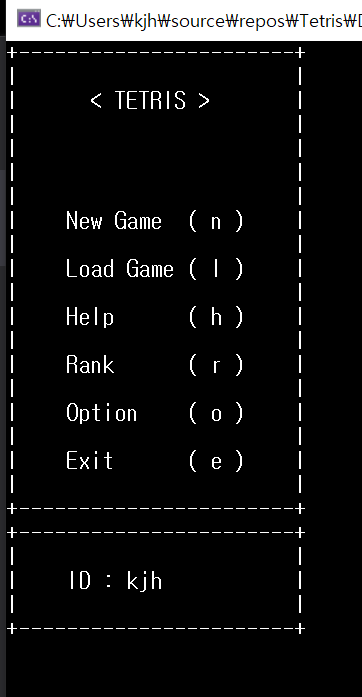 C:₩Users₩kjh₩source₩repos₩Tetris₩
< TETRIS >
New Game ( n )
Load Game ( l )
Help ( h )
Rank ( r )
Option ( o )
Exit ( e )
ID : kjh